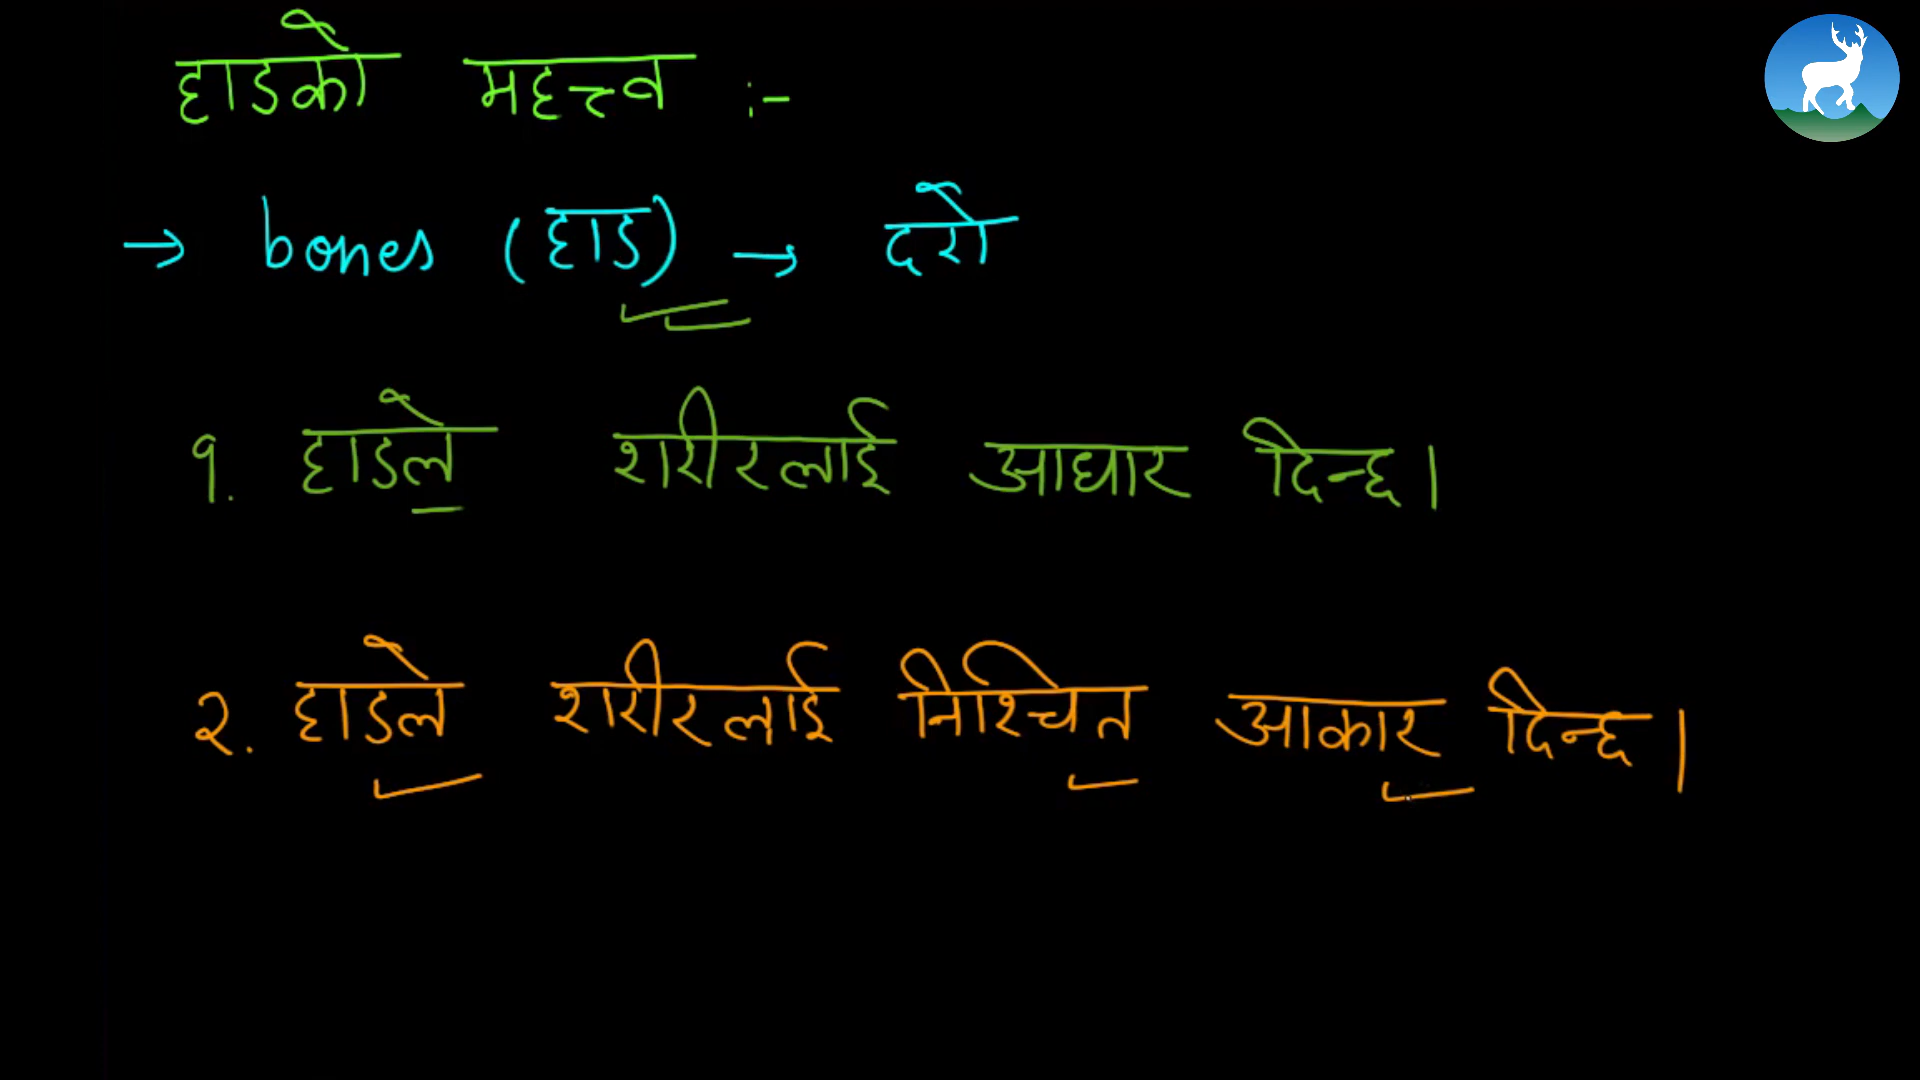 हाडको महत्त्व :-
→ bones (हाड) → दरो
१. हाडले शरीरलाई आधार दिन्छ।
२. हाडले शरीरलाई निश्चित आकार दिन्छ।